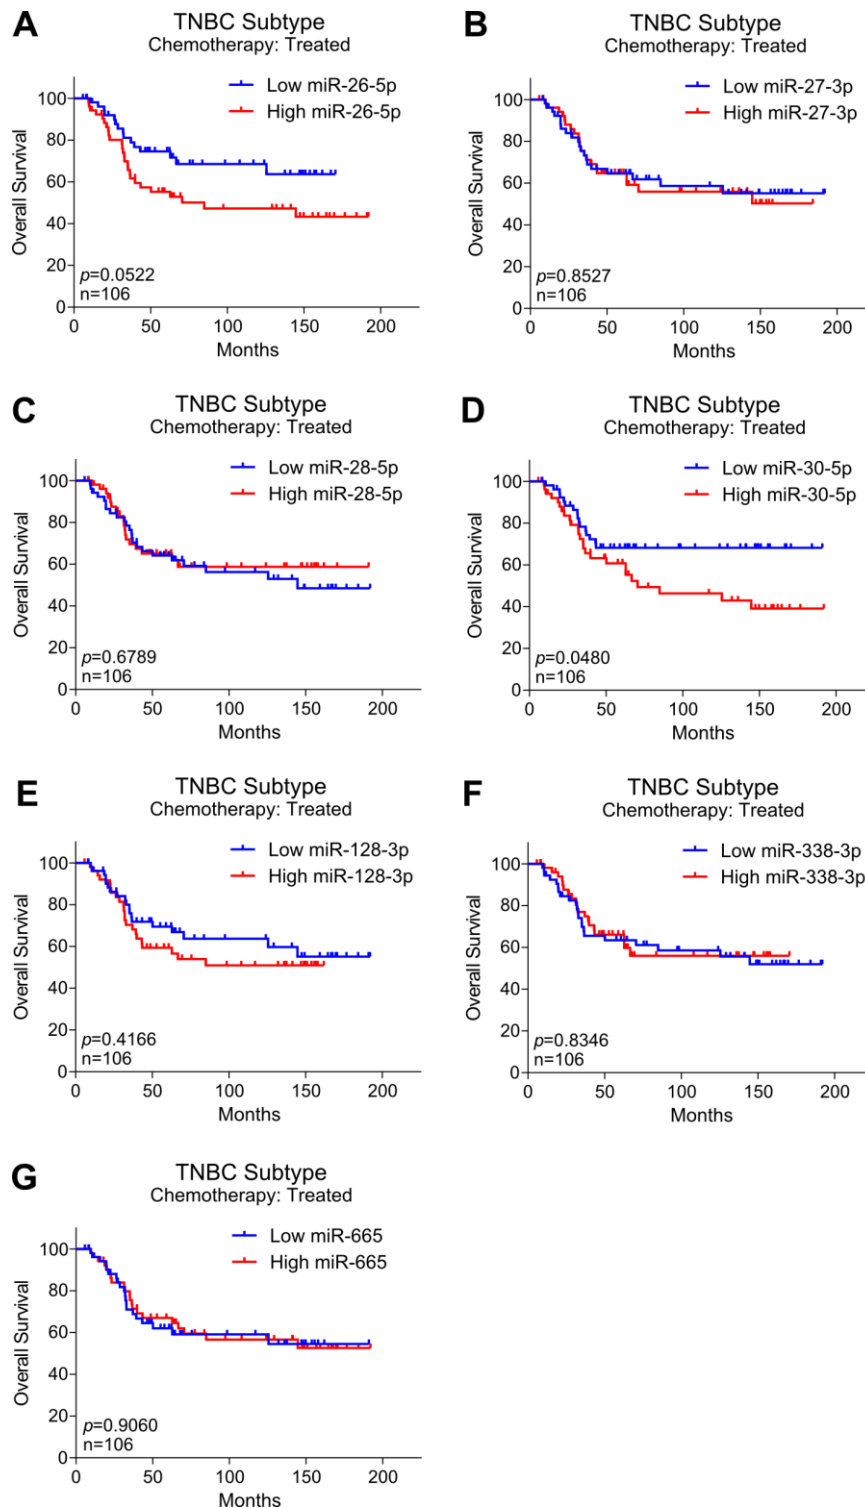 A
TNBC Subtype
Chemotherapy: Treated
Low miR-26-5p
High miR-26-5p
Overall Survival
100
80
60
40
20
0
p=0.0522
n=106
0 50 100 150 200
Months
B
TNBC Subtype
Chemotherapy: Treated
Low miR-27-3p
High miR-27-3p
Overall Survival
100
80
60
40
20
0
p=0.8527
n=106
0 50 100 150 200
Months
C
TNBC Subtype
Chemotherapy: Treated
Low miR-28-5p
High miR-28-5p
Overall Survival
100
80
60
40
20
0
p=0.6789
n=106
0 50 100 150 200
Months
D
TNBC Subtype
Chemotherapy: Treated
Low miR-30-5p
High miR-30-5p
Overall Survival
100
80
60
40
20
0
p=0.0480
n=106
0 50 100 150 200
Months
E
TNBC Subtype
Chemotherapy: Treated
Low miR-128-3p
High miR-128-3p
Overall Survival
100
80
60
40
20
0
p=0.4166
n=106
0 50 100 150 200
Months
F
TNBC Subtype
Chemotherapy: Treated
Low miR-338-3p
High miR-338-3p
Overall Survival
100
80
60
40
20
0
p=0.8346
n=106
0 50 100 150 200
Months
G
TNBC Subtype
Chemotherapy: Treated
Low miR-665
High miR-665
Overall Survival
100
80
60
40
20
0
p=0.9060
n=106
0 50 100 150 200
Months